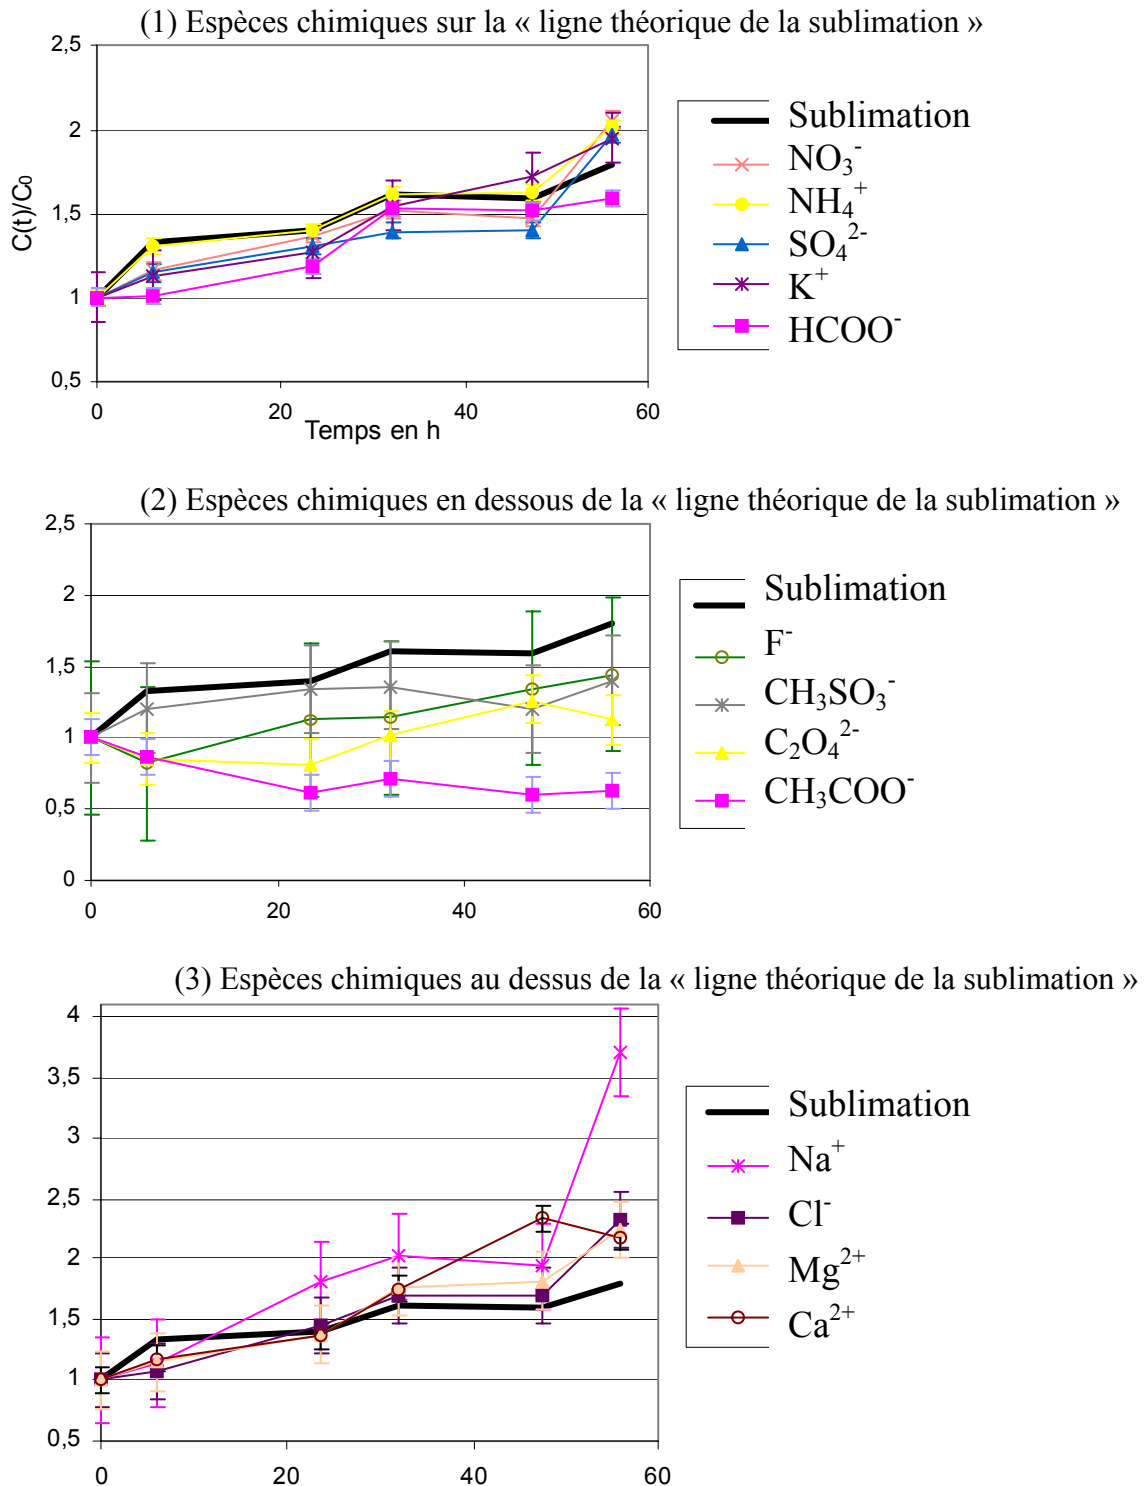 (1) Espèces chimiques sur la « ligne théorique de la sublimation »
2,5
2
1,5
1
0,5
C(t)/C₀
0 20 40 60
Temps en h
Sublimation
NO₃⁻
NH₄⁺
SO₄²⁻
K⁺
HCOO⁻
(2) Espèces chimiques en dessous de la « ligne théorique de la sublimation »
2,5
2
1,5
1
0,5
0
0 20 40 60
Sublimation
F⁻
CH₃SO₃⁻
C₂O₄²⁻
CH₃COO⁻
(3) Espèces chimiques au dessus de la « ligne théorique de la sublimation »
4
3,5
3
2,5
2
1,5
1
0,5
0 20 40 60
Sublimation
Na⁺
Cl⁻
Mg²⁺
Ca²⁺